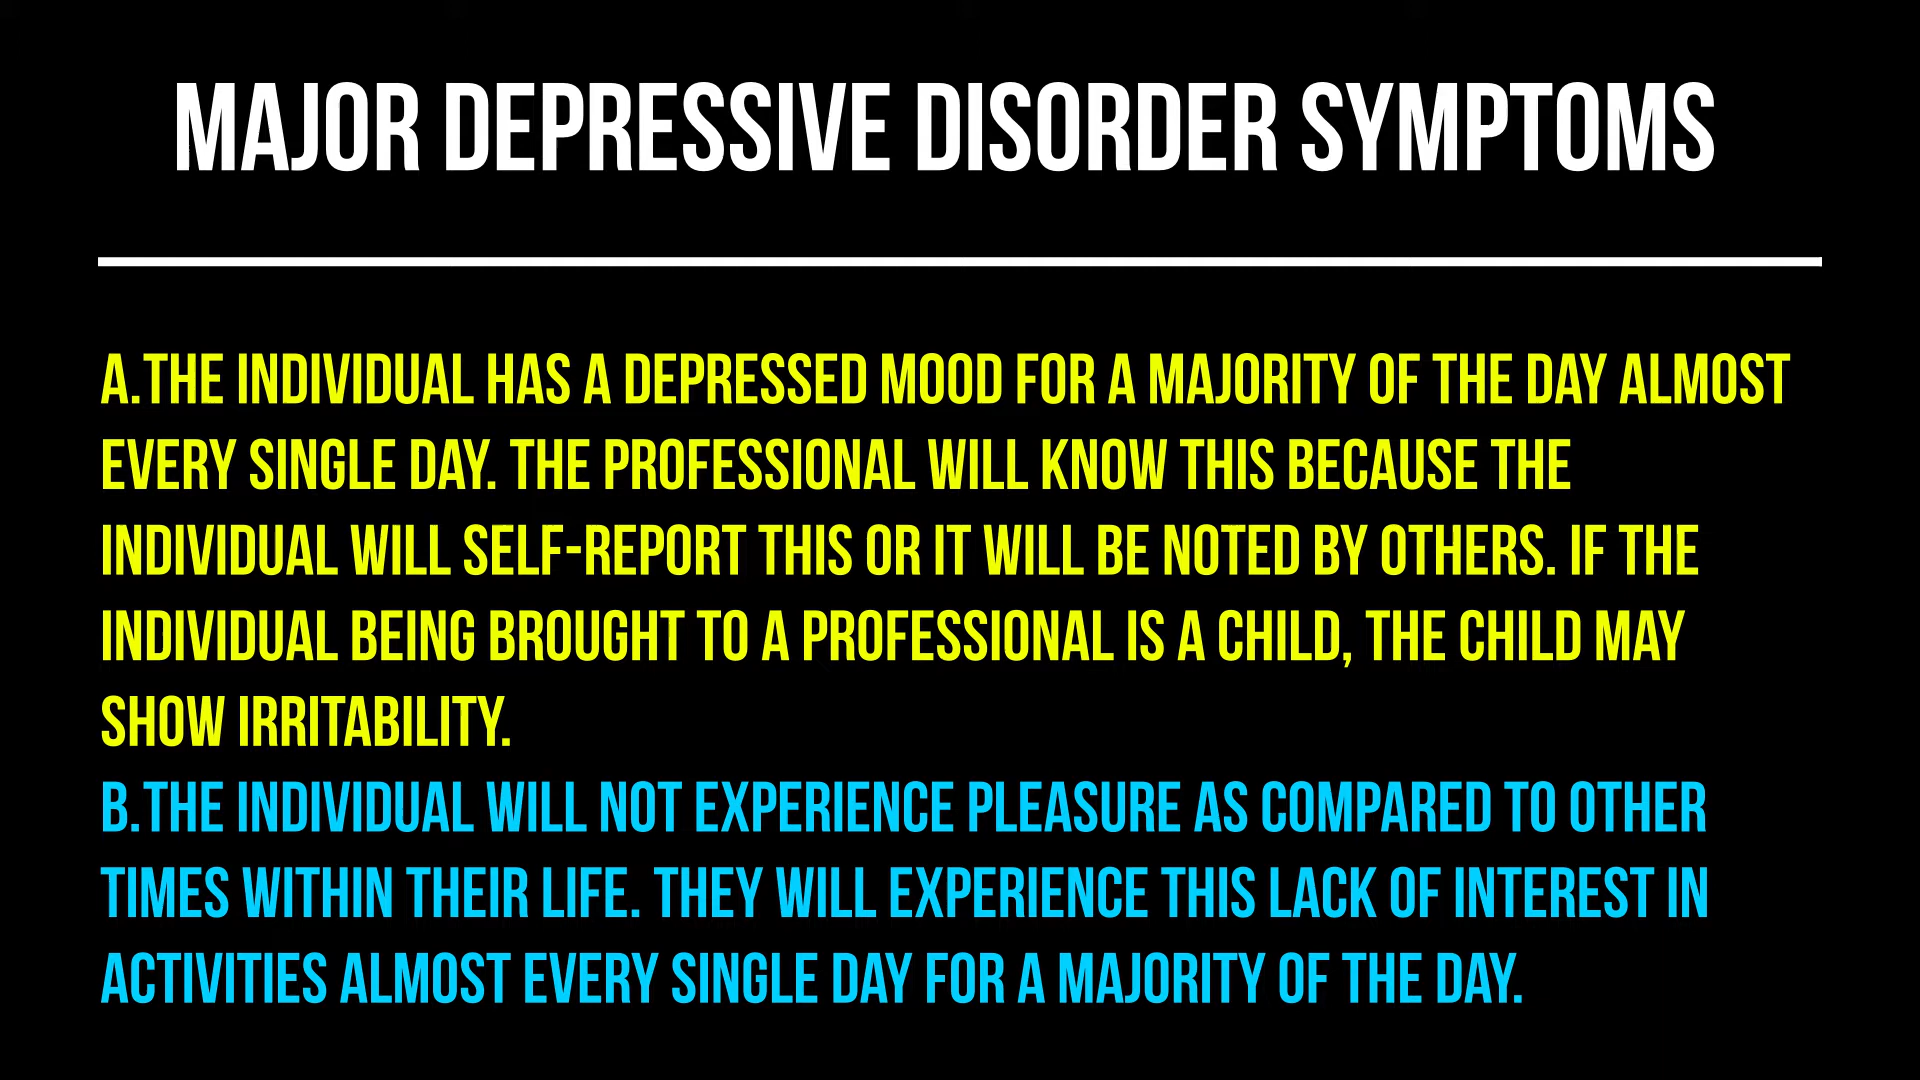 MAJOR DEPRESSIVE DISORDER SYMPTOMS
A.THE INDIVIDUAL HAS A DEPRESSED MOOD FOR A MAJORITY OF THE DAY ALMOST
EVERY SINGLE DAY. THE PROFESSIONAL WILL KNOW THIS BECAUSE THE
INDIVIDUAL WILL SELF-REPORT THIS OR IT WILL BE NOTED BY OTHERS. IF THE
INDIVIDUAL BEING BROUGHT TO A PROFESSIONAL IS A CHILD, THE CHILD MAY
SHOW IRRITABILITY.
B.THE INDIVIDUAL WILL NOT EXPERIENCE PLEASURE AS COMPARED TO OTHER
TIMES WITHIN THEIR LIFE. THEY WILL EXPERIENCE THIS LACK OF INTEREST IN
ACTIVITIES ALMOST EVERY SINGLE DAY FOR A MAJORITY OF THE DAY.